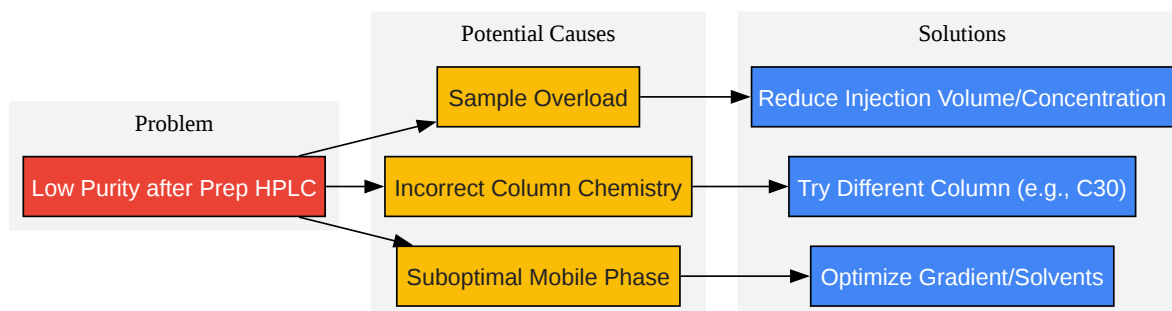 Problem
Low Purity after Prep HPLC
Potential Causes
Sample Overload
Incorrect Column Chemistry
Suboptimal Mobile Phase
Solutions
Reduce Injection Volume/Concentration
Try Different Column (e.g., C30)
Optimize Gradient/Solvents